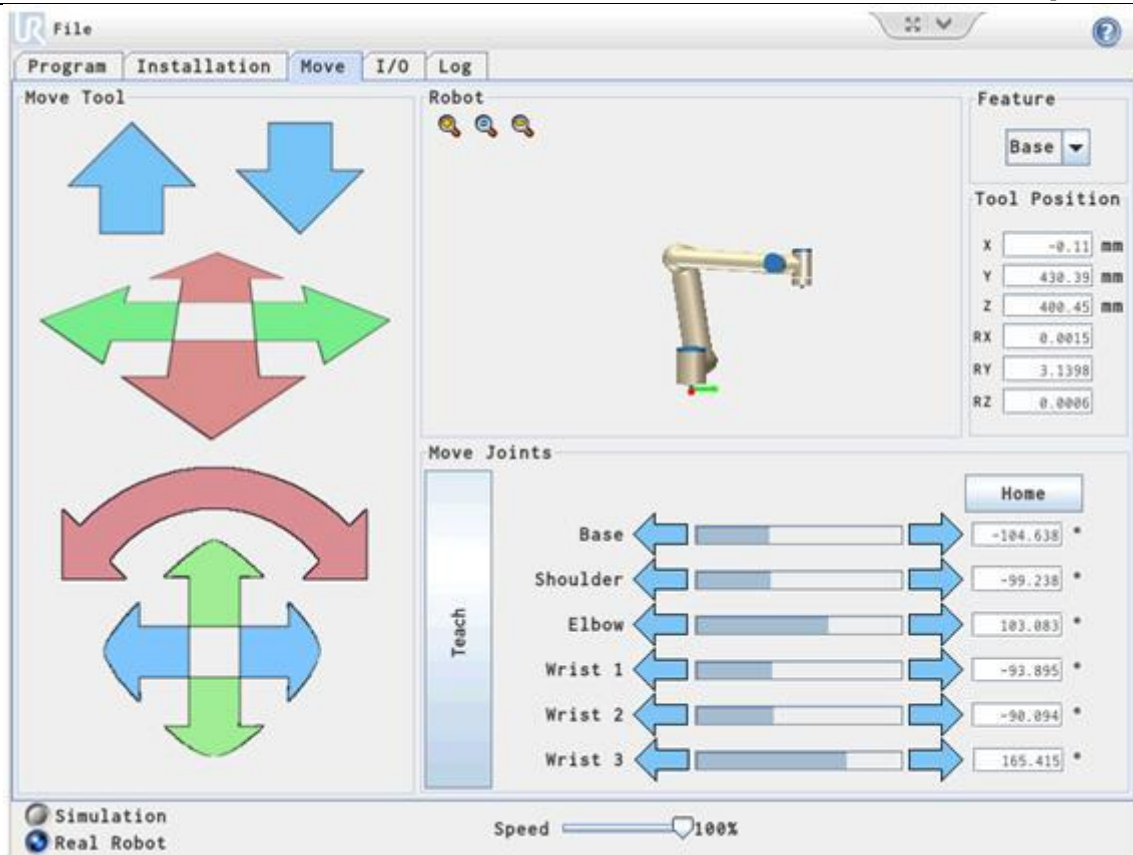 UR File
Program Installation Move I/O Log
Move Tool
Robot
Feature
Base
Tool Position
X -0.11 mm
Y 430.39 mm
Z 400.45 mm
RX 0.0015
RY 3.1398
RZ 0.0006
Move Joints
Teach
Home
Base -104.638 °
Shoulder -99.238 °
Elbow 103.083 °
Wrist 1 -93.895 °
Wrist 2 -90.094 °
Wrist 3 165.415 °
Simulation
Real Robot
Speed 100%